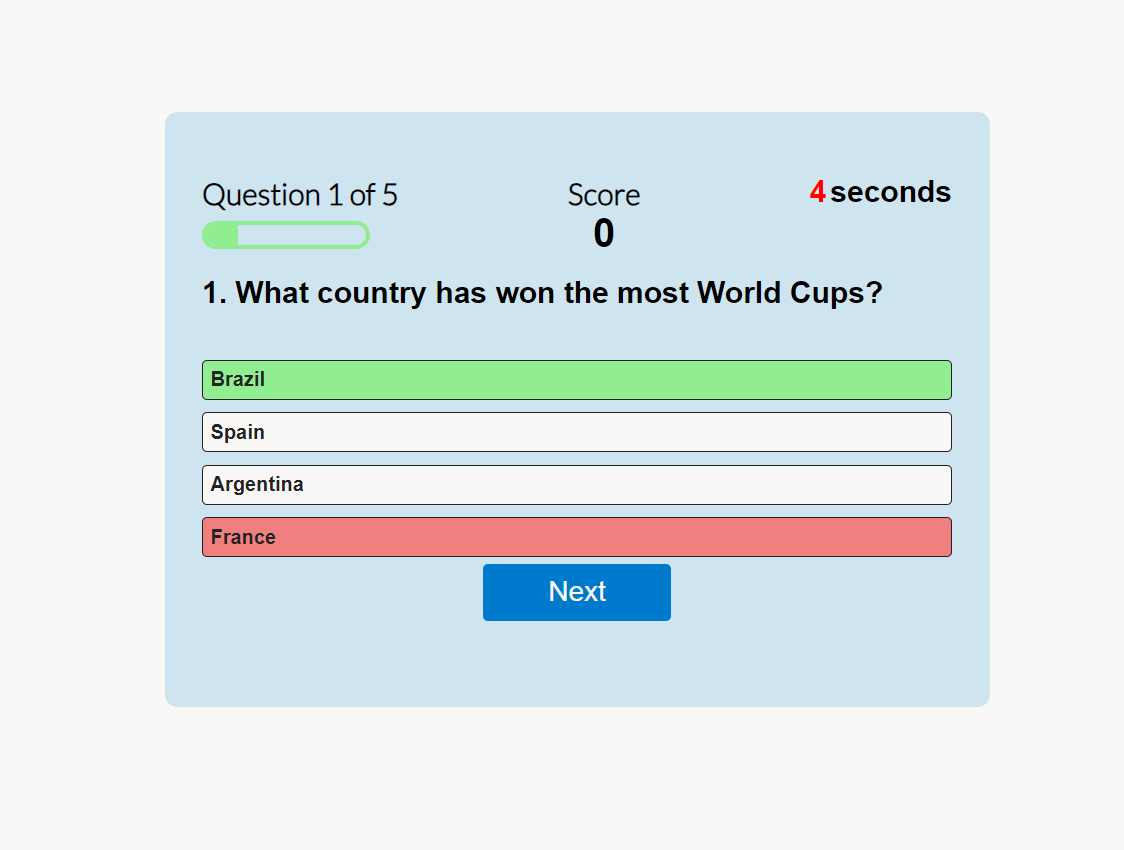 Question 1 of 5
Score
0
4 seconds
1. What country has won the most World Cups?
Brazil
Spain
Argentina
France
Next